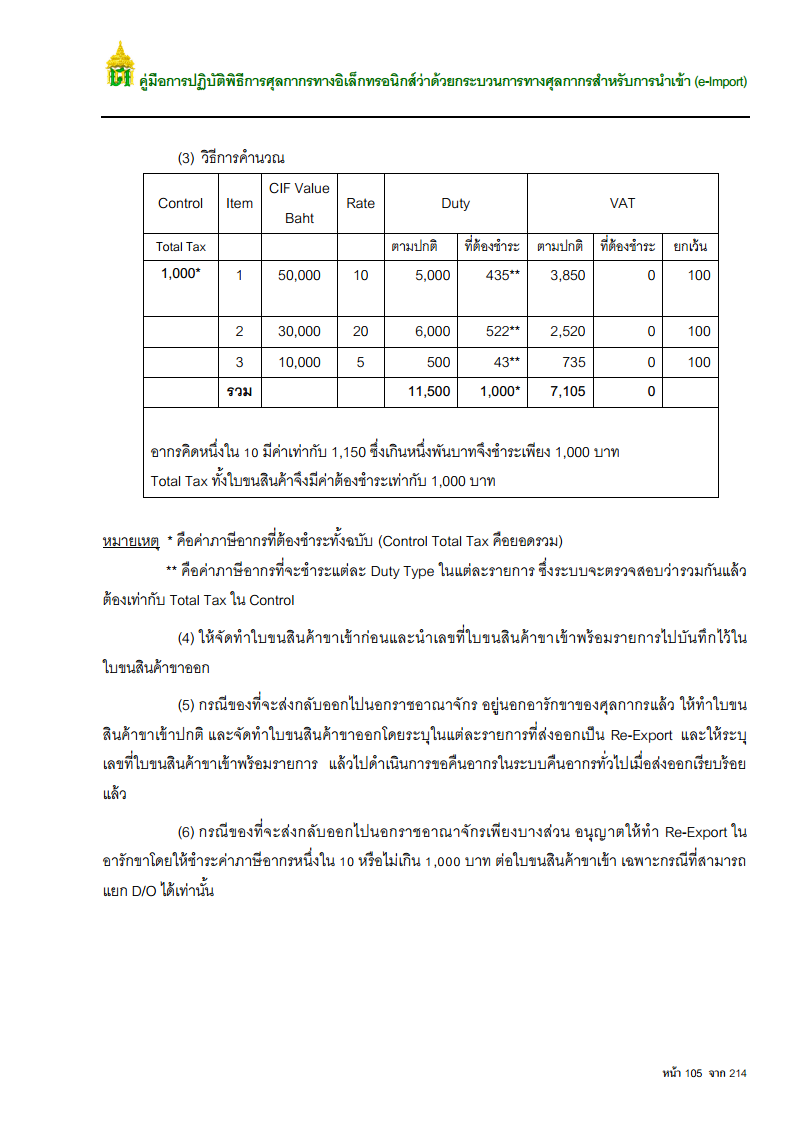 คู่มือการปฏิบัติพิธีการศุลกากรทางอิเล็กทรอนิกส์ว่าด้วยกระบวนการทางศุลกากรสำหรับการนำเข้า (e-Import)
(3) วิธีการคำนวณ
Control Item CIF Value Baht Rate Duty VAT
Total Tax ตามปกติ ที่ต้องชำระ ตามปกติ ที่ต้องชำระ ยกเว้น
1,000* 1 50,000 10 5,000 435** 3,850 0 100
2 30,000 20 6,000 522** 2,520 0 100
3 10,000 5 500 43** 735 0 100
รวม 11,500 1,000* 7,105 0
อากรคิดหนึ่งใน 10 มีค่าเท่ากับ 1,150 ซึ่งเกินหนึ่งพันบาทจึงชำระเพียง 1,000 บาท
Total Tax ทั้งใบขนสินค้าจึงมีค่าต้องชำระเท่ากับ 1,000 บาท
หมายเหตุ * คือค่าภาษีอากรที่ต้องชำระทั้งฉบับ (Control Total Tax คือยอดรวม)
** คือค่าภาษีอากรที่จะชำระแต่ละ Duty Type ในแต่ละรายการ ซึ่งระบบจะตรวจสอบว่ารวมกันแล้ว
ต้องเท่ากับ Total Tax ใน Control
(4) ให้จัดทำใบขนสินค้าขาเข้าก่อนและนำเลขที่ใบขนสินค้าขาเข้าพร้อมรายการไปบันทึกไว้ใน
ใบขนสินค้าขาออก
(5) กรณีของที่จะส่งกลับออกไปนอกราชอาณาจักร อยู่นอกอารักขาของศุลกากรแล้ว ให้ทำใบขน
สินค้าขาเข้าปกติ และจัดทำใบขนสินค้าขาออกโดยระบุในแต่ละรายการที่ส่งออกเป็น Re-Export และให้ระบุ
เลขที่ใบขนสินค้าขาเข้าพร้อมรายการ แล้วไปดำเนินการขอคืนอากรในระบบคืนอากรทั่วไปเมื่อส่งออกเรียบร้อย
แล้ว
(6) กรณีของที่จะส่งกลับออกไปนอกราชอาณาจักรเพียงบางส่วน อนุญาตให้ทำ Re-Export ใน
อารักขาโดยให้ชำระค่าภาษีอากรหนึ่งใน 10 หรือไม่เกิน 1,000 บาท ต่อใบขนสินค้าขาเข้า เฉพาะกรณีที่สามารถ
แยก D/O ได้เท่านั้น
หน้า 105 จาก 214